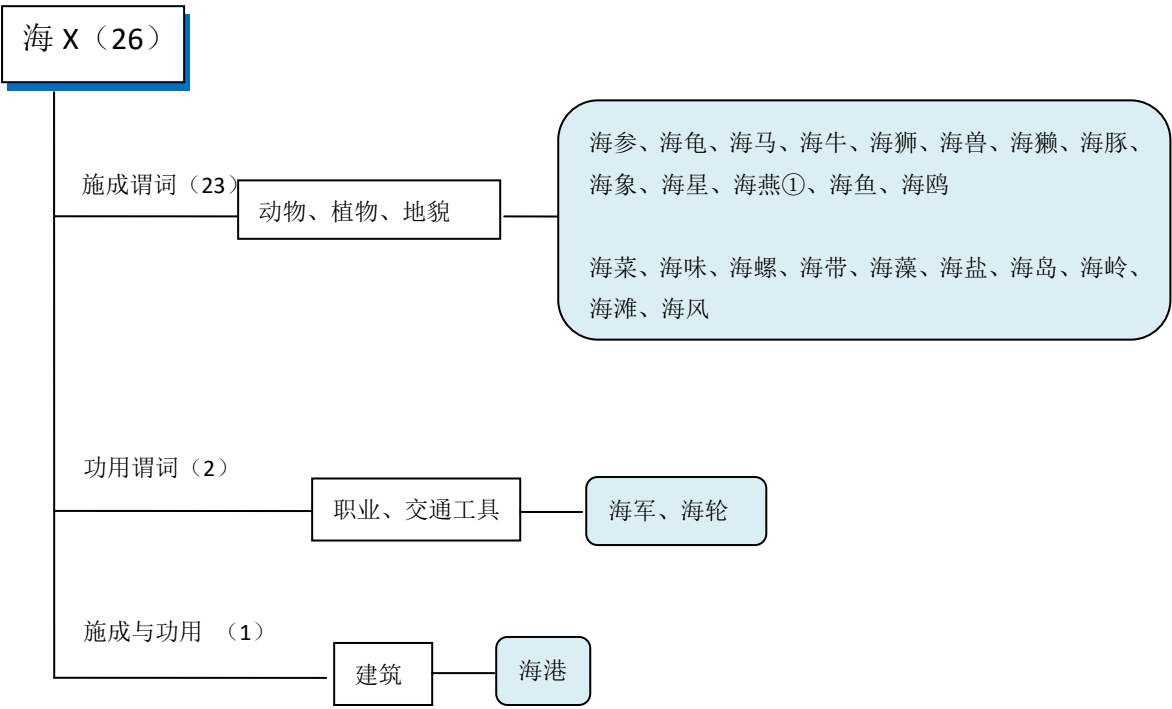 海 X（26）
施成谓词（23）
动物、植物、地貌
海参、海龟、海马、海牛、海狮、海兽、海獭、海豚、
海象、海星、海燕①、海鱼、海鸥
海菜、海味、海螺、海带、海藻、海盐、海岛、海岭、
海滩、海风
功用谓词（2）
职业、交通工具
海军、海轮
施成与功用 （1）
建筑
海港